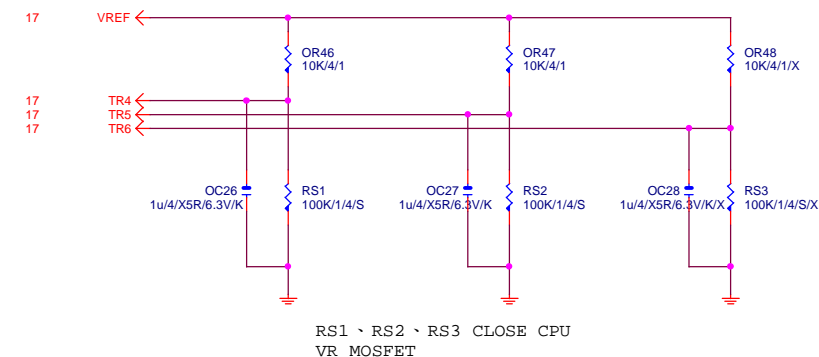 17 VREF
OR46
10K/4/1
OR47
10K/4/1
OR48
10K/4/1/X
17 TR4
17 TR5
17 TR6
OC26
1u/4/X5R/6.3V/K
RS1
100K/1/4/S
OC27
1u/4/X5R/6.3V/K
RS2
100K/1/4/S
OC28
1u/4/X5R/6.3V/K/X
RS3
100K/1/4/S/X
RS1、RS2、RS3 CLOSE CPU
VR MOSFET